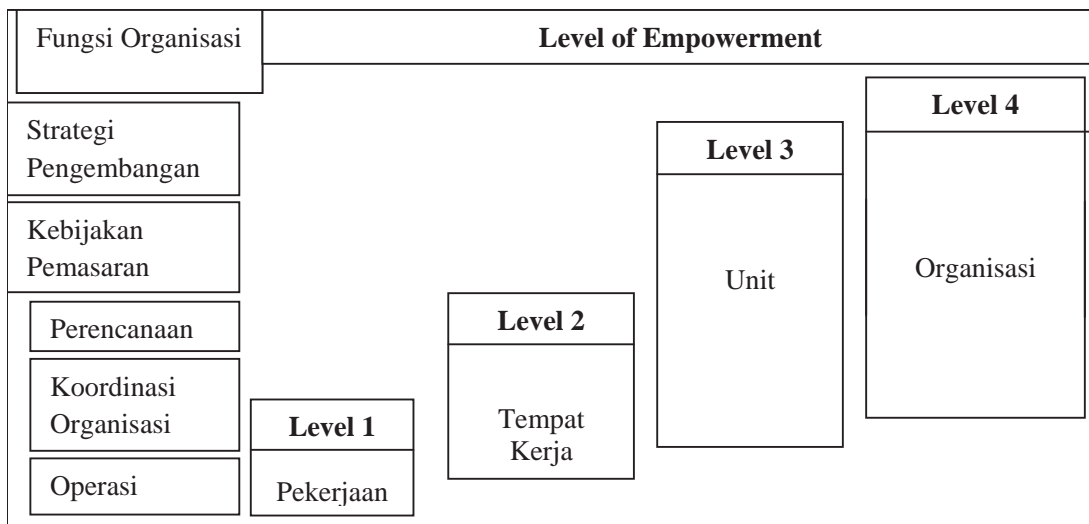 Fungsi Organisasi
Level of Empowerment
Strategi
Pengembangan
Kebijakan
Pemasaran
Perencanaan
Koordinasi
Organisasi
Operasi
Level 1
Pekerjaan
Level 2
Tempat
Kerja
Level 3
Unit
Level 4
Organisasi